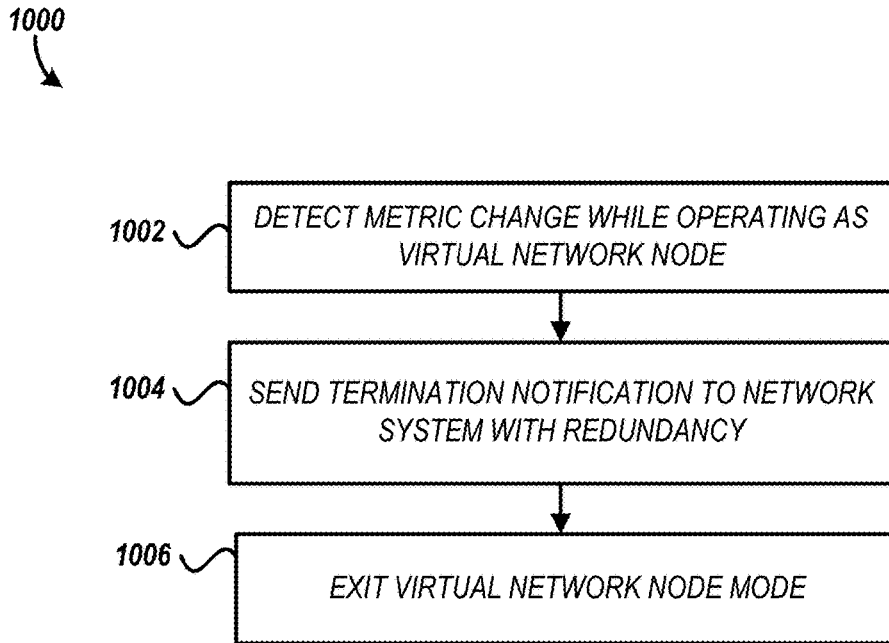 1000
1002
DETECT METRIC CHANGE WHILE OPERATING AS
VIRTUAL NETWORK NODE
1004
SEND TERMINATION NOTIFICATION TO NETWORK
SYSTEM WITH REDUNDANCY
1006
EXIT VIRTUAL NETWORK NODE MODE